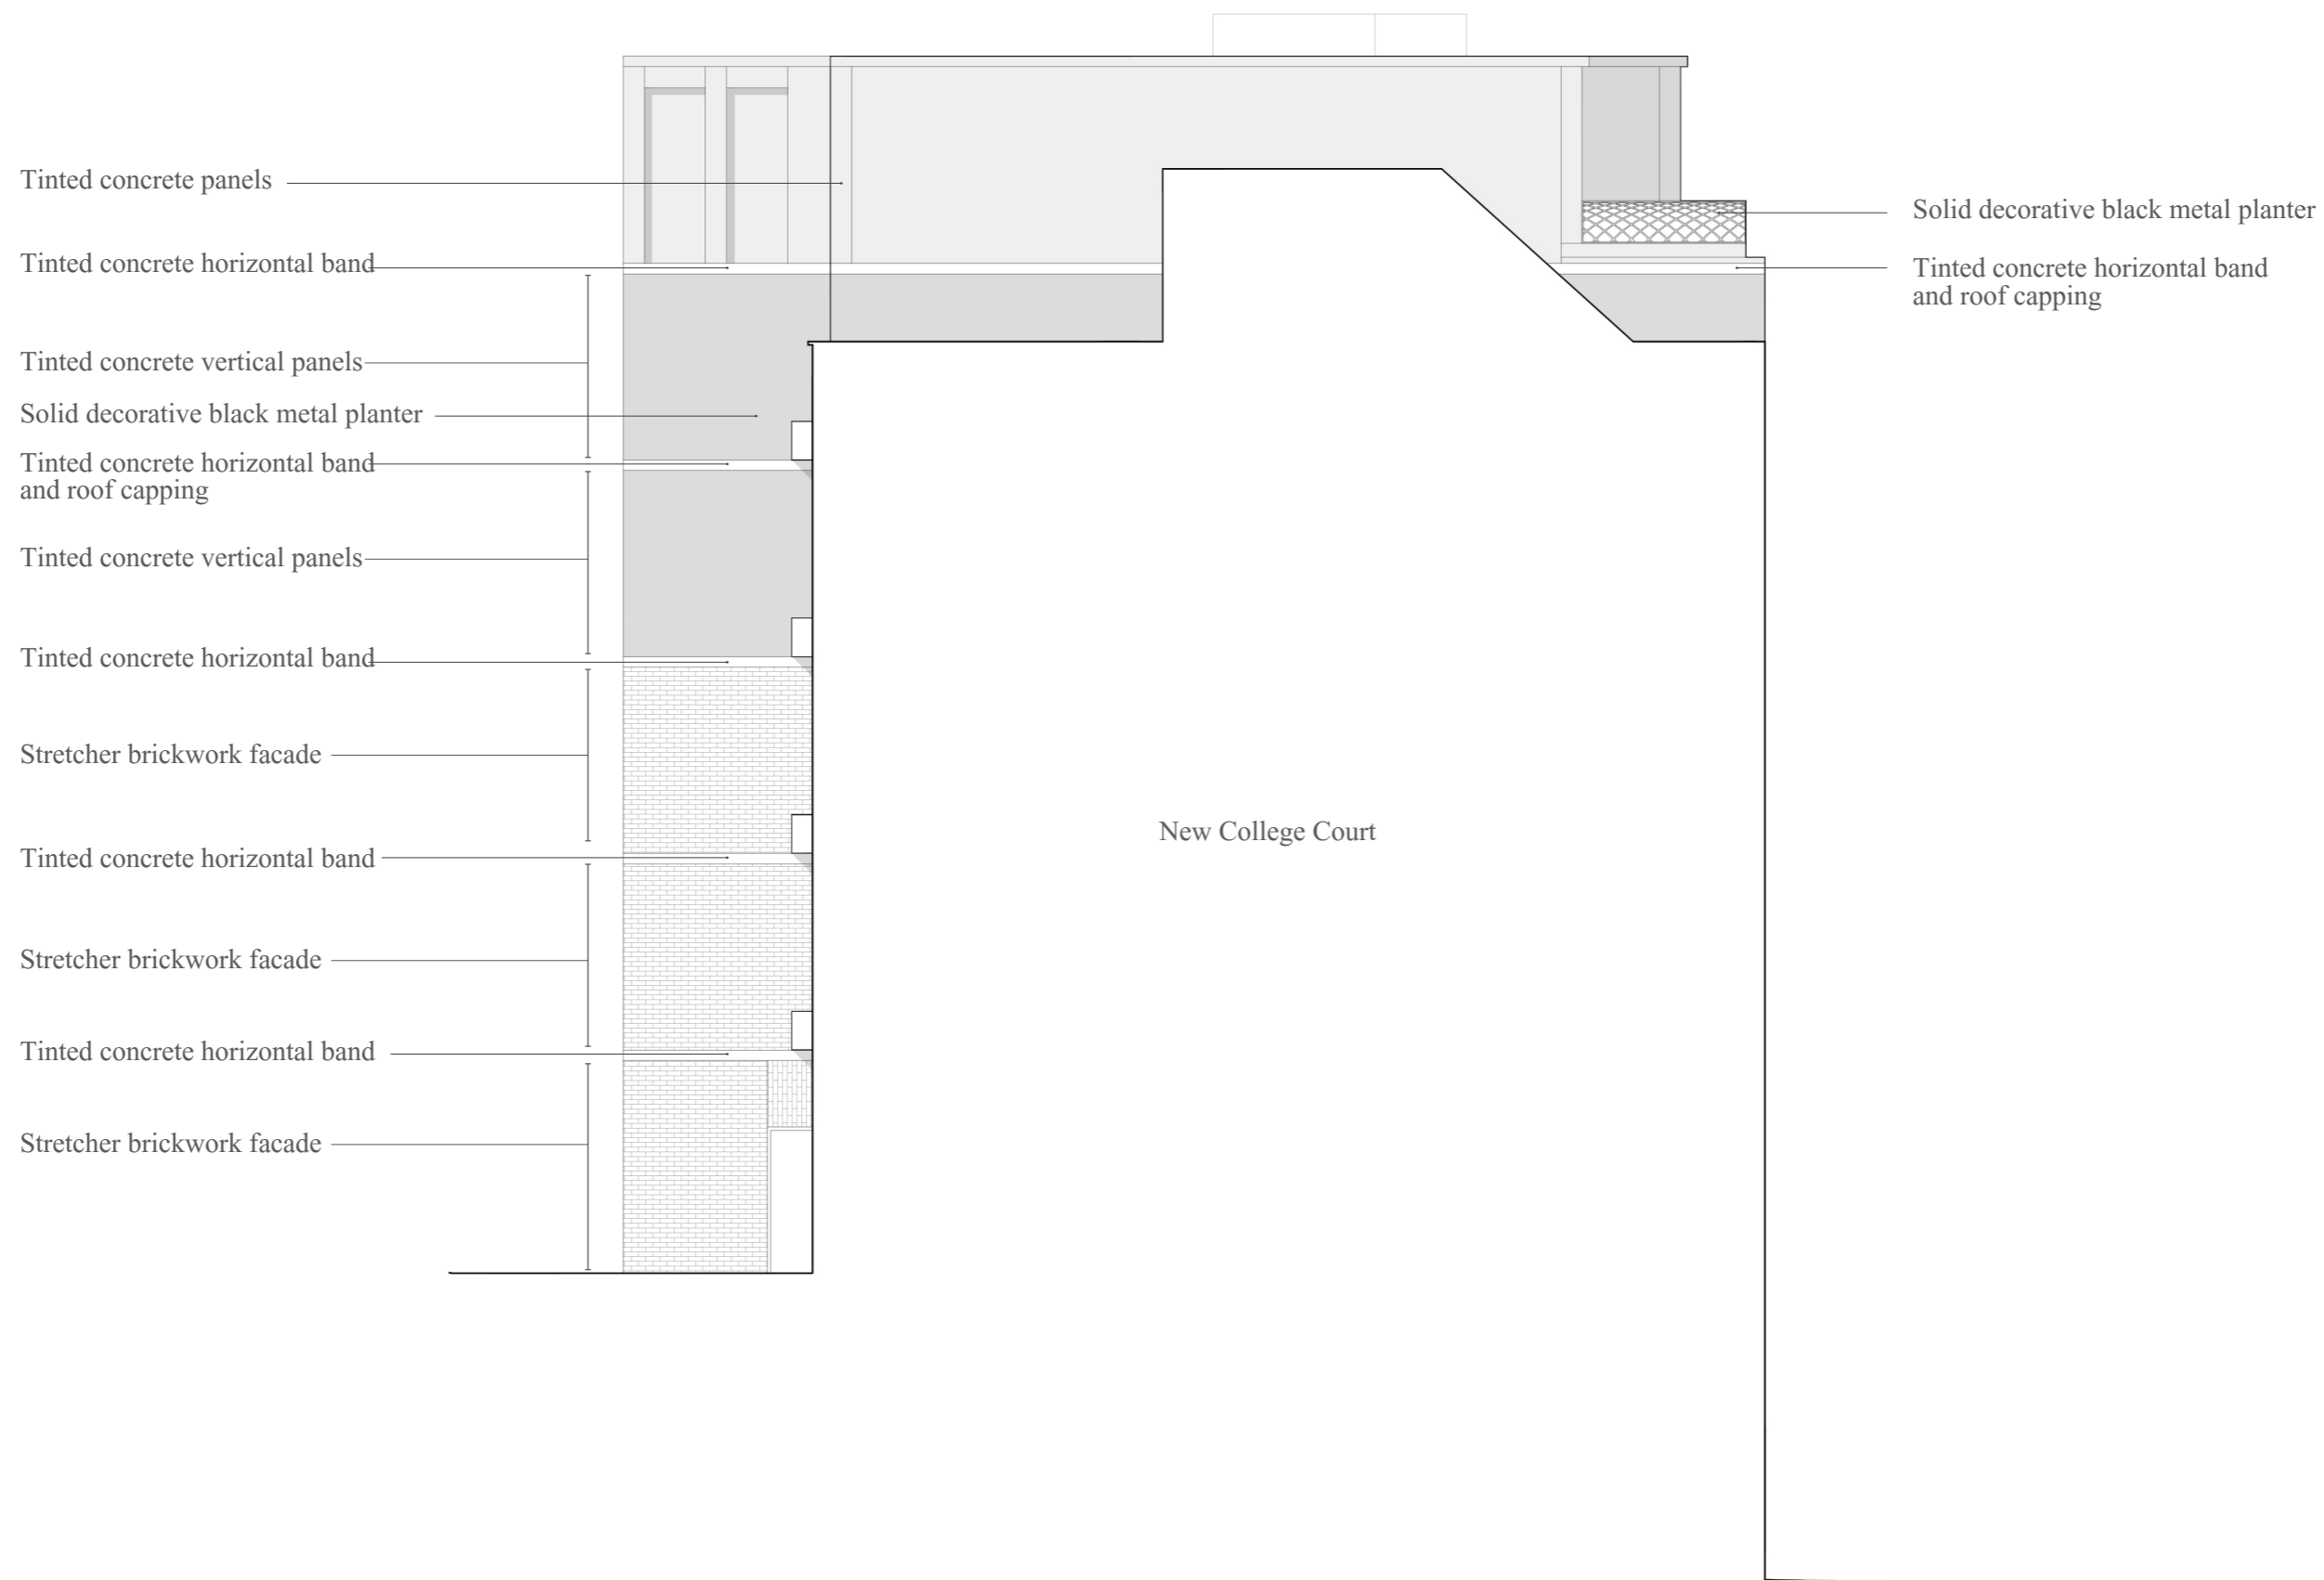 Tinted concrete panels
Tinted concrete horizontal band
Tinted concrete vertical panels
Solid decorative black metal planter
Tinted concrete horizontal band
and roof capping
Tinted concrete vertical panels
Tinted concrete horizontal band
Stretcher brickwork facade
Tinted concrete horizontal band
Stretcher brickwork facade
Tinted concrete horizontal band
Stretcher brickwork facade
New College Court
Solid decorative black metal planter
Tinted concrete horizontal band
and roof capping